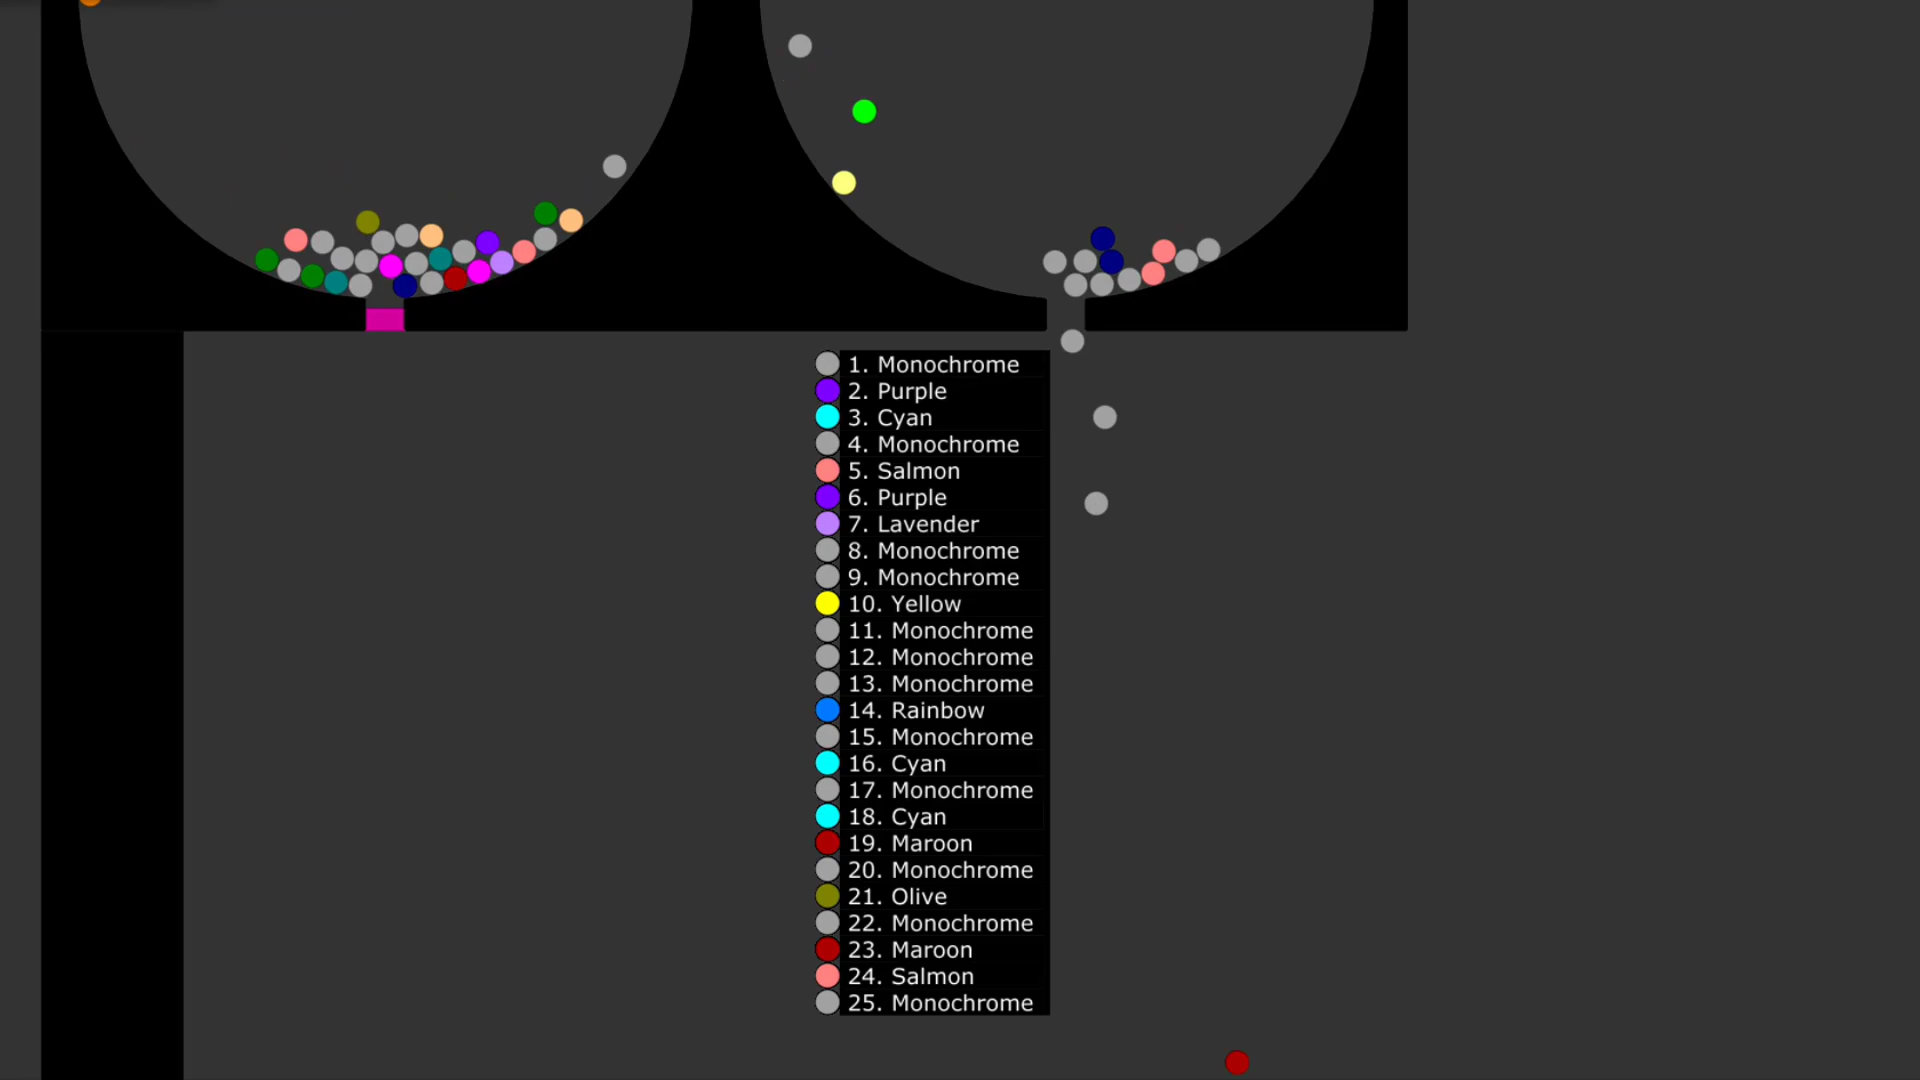 1. Monochrome
2. Purple
3. Cyan
4. Monochrome
5. Salmon
6. Purple
7. Lavender
8. Monochrome
9. Monochrome
10. Yellow
11. Monochrome
12. Monochrome
13. Monochrome
14. Rainbow
15. Monochrome
16. Cyan
17. Monochrome
18. Cyan
19. Maroon
20. Monochrome
21. Olive
22. Monochrome
23. Maroon
24. Salmon
25. Monochrome